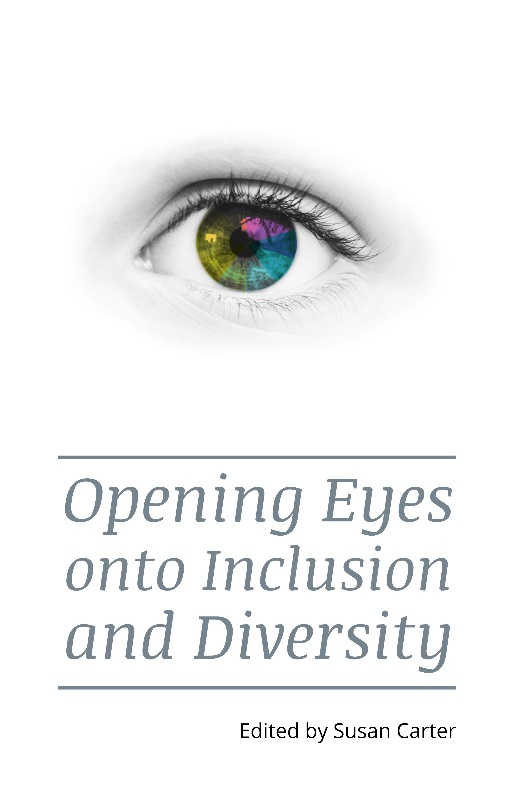 Opening Eyes
onto Inclusion
and Diversity
Edited by Susan Carter